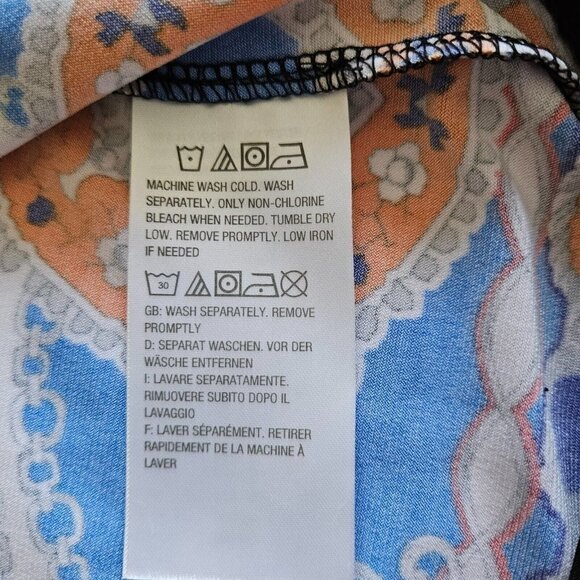 MACHINE WASH COLD. WASH
SEPARATELY. ONLY NON-CHLORINE
BLEACH WHEN NEEDED. TUMBLE DRY
LOW. REMOVE PROMPTLY. LOW IRON
IF NEEDED
30
GB: WASH SEPARATELY. REMOVE
PROMPTLY
D: SEPARAT WASCHEN. VOR DER
WÄSCHE ENTFERNEN
I: LAVARE SEPARATAMENTE.
RIMUOVERE SUBITO DOPO IL
LAVAGGIO
F: LAVER SÉPARÉMENT. RETIRER
RAPIDEMENT DE LA MACHINE À
LAVER